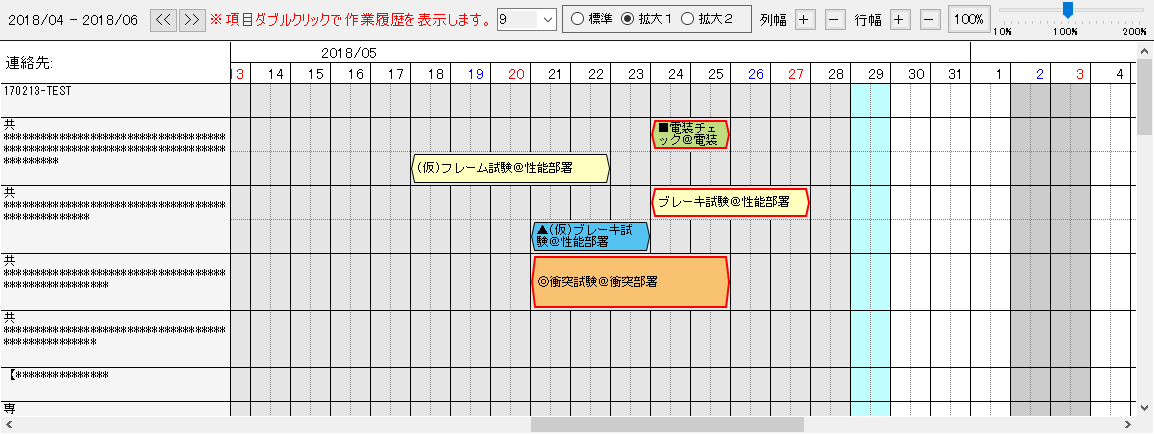 2018/04 - 2018/06 << >> ※項目ダブルクリックで作業履歴を表示します。 9 標準 拡大1 拡大2 列幅 + - 行幅 + - 100%
10% 100% 200%
連絡先:
2018/05
13 14 15 16 17 18 19 20 21 22 23 24 25 26 27 28 29 30 31 1 2 3 4
170213-TEST
共
**************************************
**************************************
*********
■電装チェ
ック@電装
(仮)フレーム試験@性能部署
共
**************************************
**************
ブレーキ試験@性能部署
▲(仮)ブレーキ試
験@性能部署
共
**************************************
******************
◎衝突試験@衝突部署
共
**************************************
****************
【***************
専